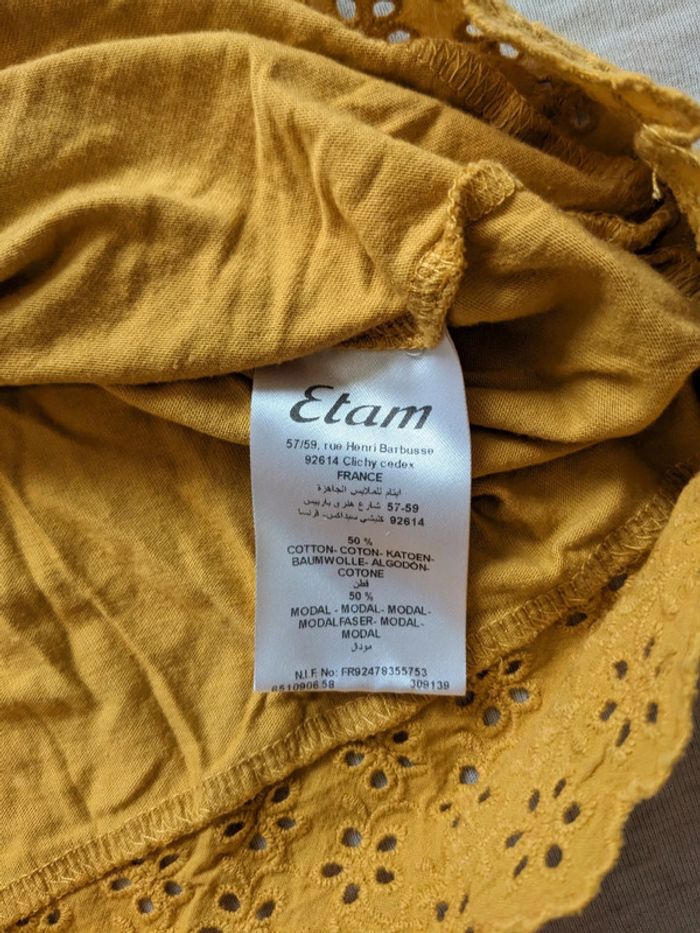 Etam
57/59, rue Henri Barbusse
92614 Clichy cedex
FRANCE
ايتام للملابس الجاهزة
57-59 شارع هنرى باربيس
92614 كليشي سيداكس- فرنسا
50 %
COTTON- COTON- KATOEN-
BAUMWOLLE- ALGODÓN-
COTONE
قطن
50 %
MODAL - MODAL- MODAL-
MODALFASER- MODAL-
MODAL
مودال
N.I.F. No: FR92478355753
651090658 309139